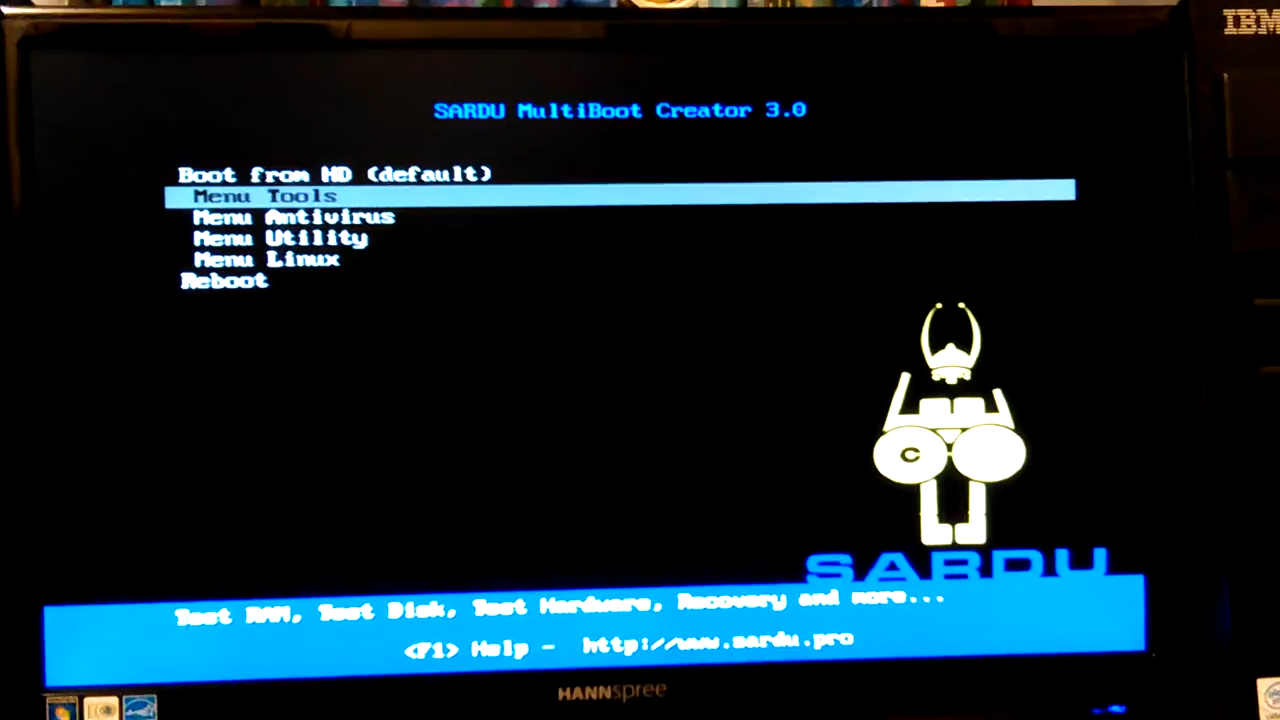 IBM
SARDU MultiBoot Creator 3.0
Boot from HD (default)
Menu Tools
Menu Antivirus
Menu Utility
Menu Linux
Reboot
C
SARDU
Test RAM, Test Disk, Test Hardware, Recovery and more...
<F1> Help - http://www.sardu.pro
HANNspree